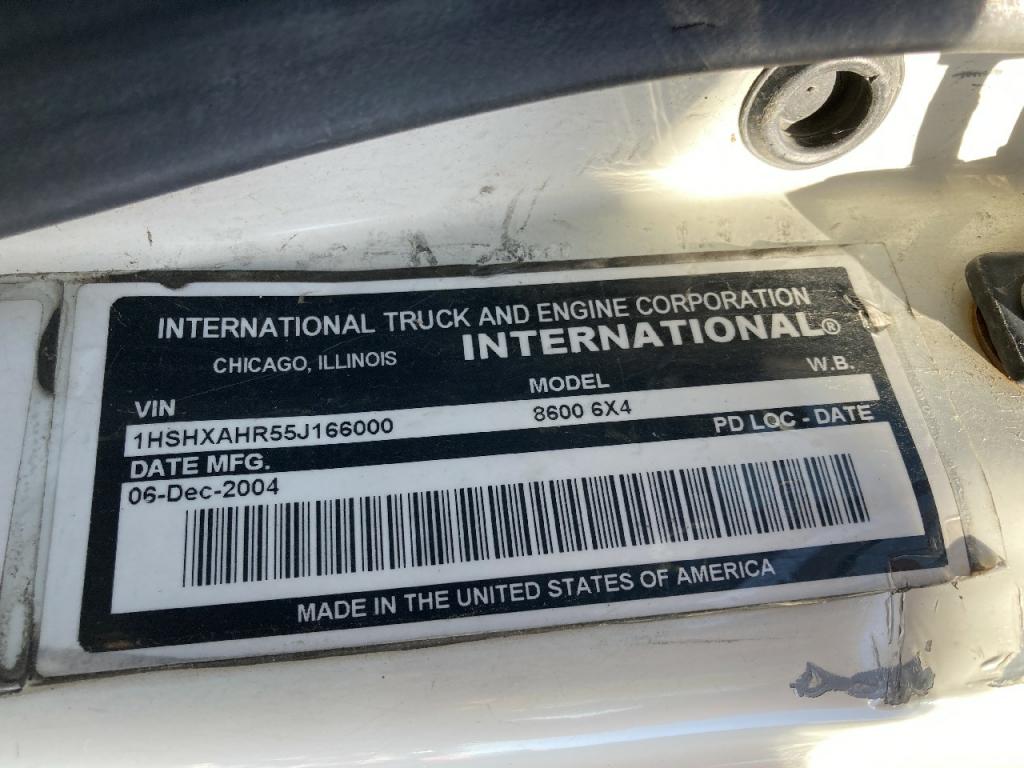 INTERNATIONAL TRUCK AND ENGINE CORPORATION
CHICAGO, ILLINOIS INTERNATIONAL®
VIN MODEL W.B.
1HSHXAHR55J166000 8600 6X4
DATE MFG. PD LOC - DATE
06-Dec-2004
MADE IN THE UNITED STATES OF AMERICA